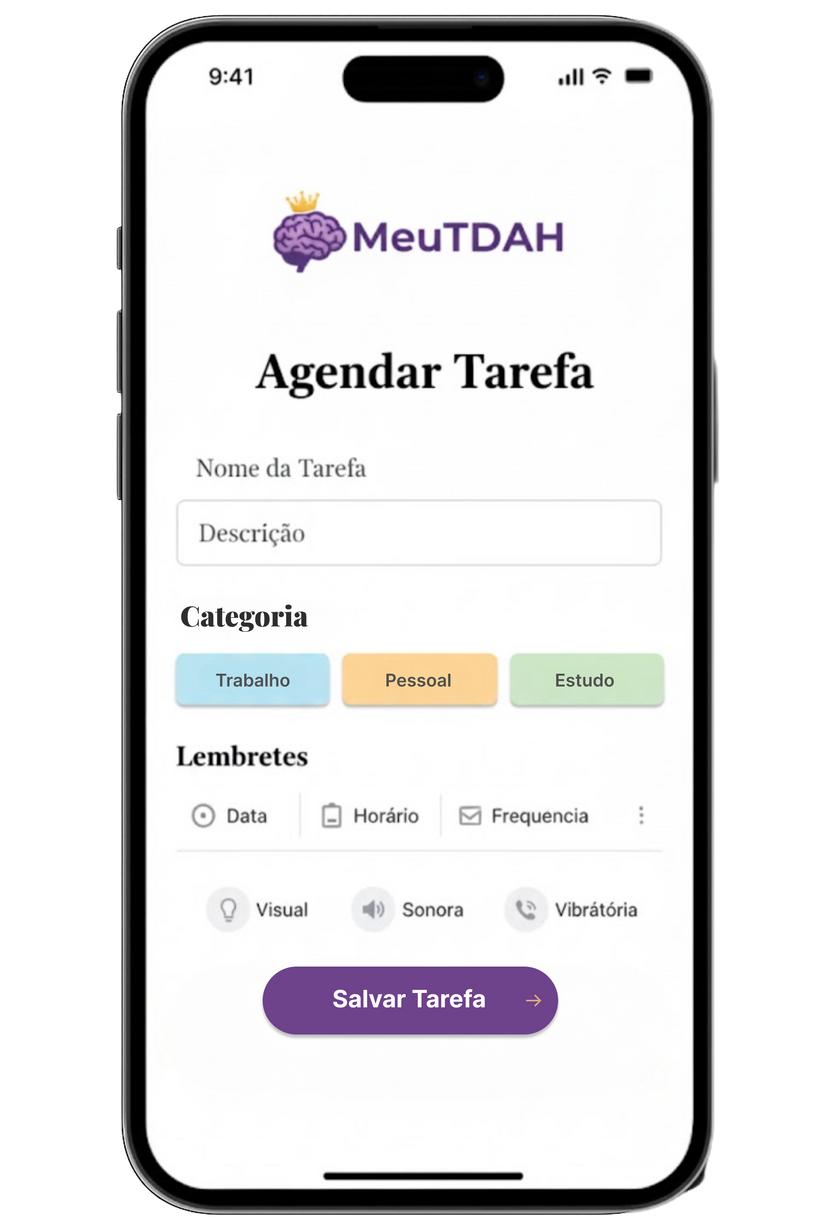 9:41
MeuTDAH
Agendar Tarefa
Nome da Tarefa
Descrição
Categoria
Trabalho Pessoal Estudo
Lembretes
Data Horário Frequencia
Visual Sonora Vibrátória
Salvar Tarefa →